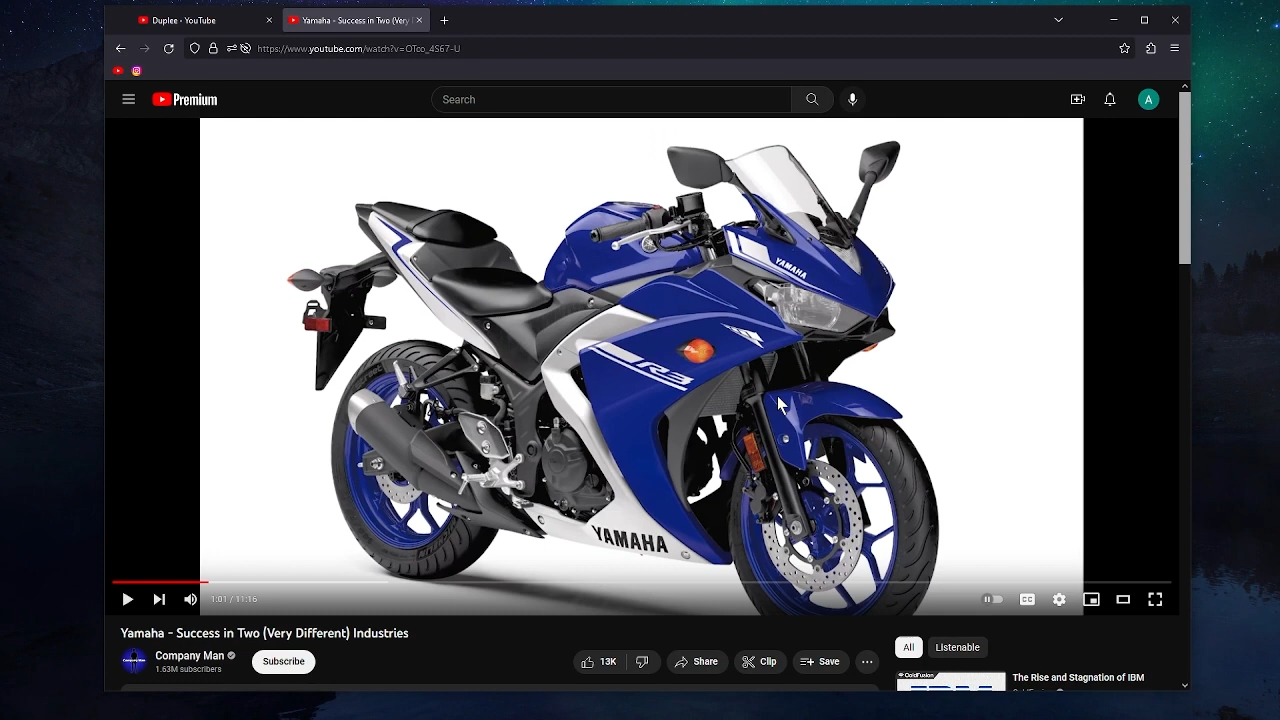 Duplee - YouTube
Yamaha - Success in Two (Very
https://www.youtube.com/watch?v=OTco_4S67-U
Premium
Search
A
YAMAHA
R3
YAMAHA
1:01 / 11:16
CC
Yamaha - Success in Two (Very Different) Industries
Company Man
1.63M subscribers
Subscribe
13K
Share
Clip
Save
All
Listenable
ColdFusion
The Rise and Stagnation of IBM